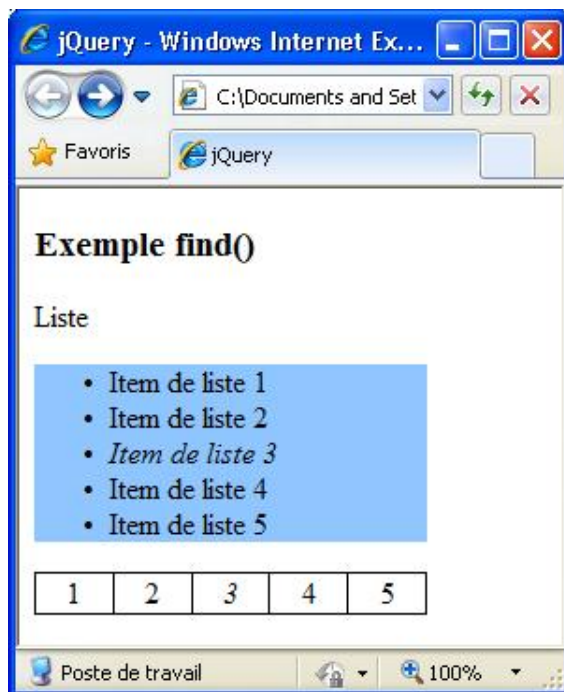 jQuery - Windows Internet Ex...
C:\Documents and Set
Favoris
jQuery
Exemple find()
Liste
• Item de liste 1
• Item de liste 2
• Item de liste 3
• Item de liste 4
• Item de liste 5
1 2 3 4 5
Poste de travail 100%